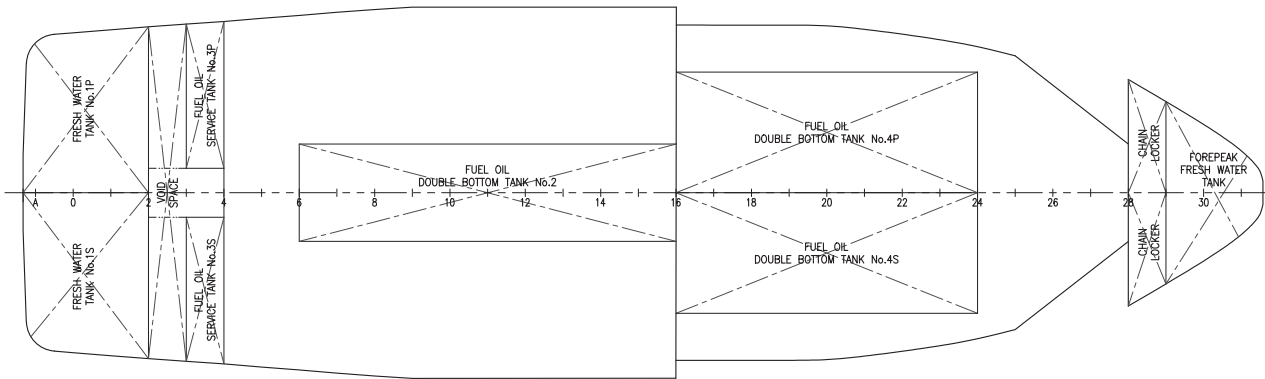 FRESH WATER
TANK No.1P
FUEL OIL
SERVICE TANK No.3P
FUEL OIL
DOUBLE BOTTOM TANK No.4P
CHAIN
LOCKER
FOREPEAK
FRESH WATER
TANK
FUEL OIL
DOUBLE BOTTOM TANK No.2
VOID
SPACE
A 0 2 4 6 8 10 12 14 16 18 20 22 24 26 28 30
FRESH WATER
TANK No.1S
FUEL OIL
SERVICE TANK No.3S
FUEL OIL
DOUBLE BOTTOM TANK No.4S
CHAIN
LOCKER